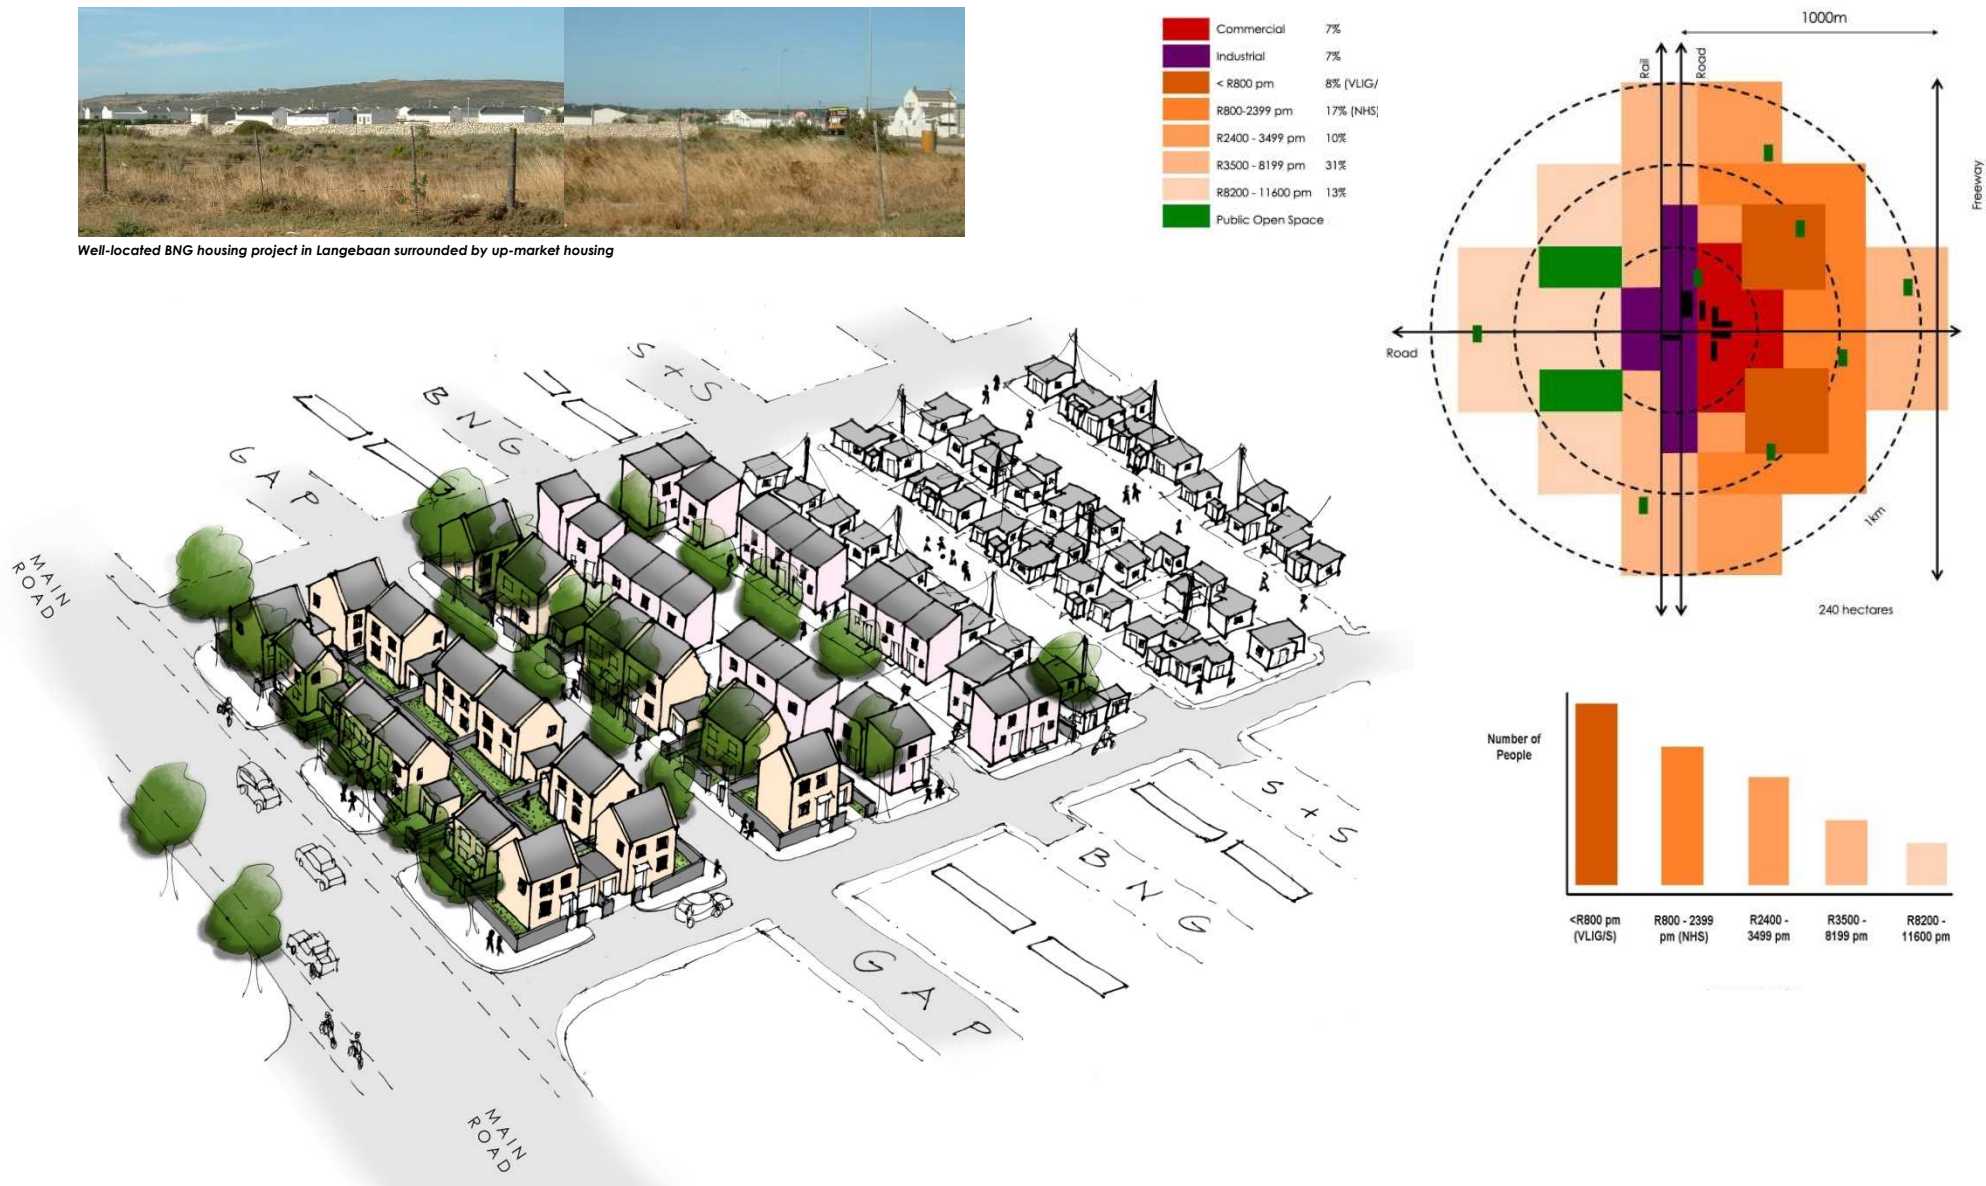 Well-located BNG housing project in Langebaan surrounded by up-market housing
Commercial 7%
Industrial 7%
< R800 pm 8% (VLIG/
R800-2399 pm 17% (NHS)
R2400 - 3499 pm 10%
R3500 - 8199 pm 31%
R8200 - 11600 pm 13%
Public Open Space
1000m
Rail
Road
Freeway
Road
1km
240 hectares
S + S
BNG
GAP
MAIN
ROAD
S + S
BNG
GAP
MAIN
ROAD
Number of
People
<R800 pm
(VLIG/S)
R800 - 2399
pm (NHS)
R2400 -
3499 pm
R3500 -
8199 pm
R8200 -
11600 pm